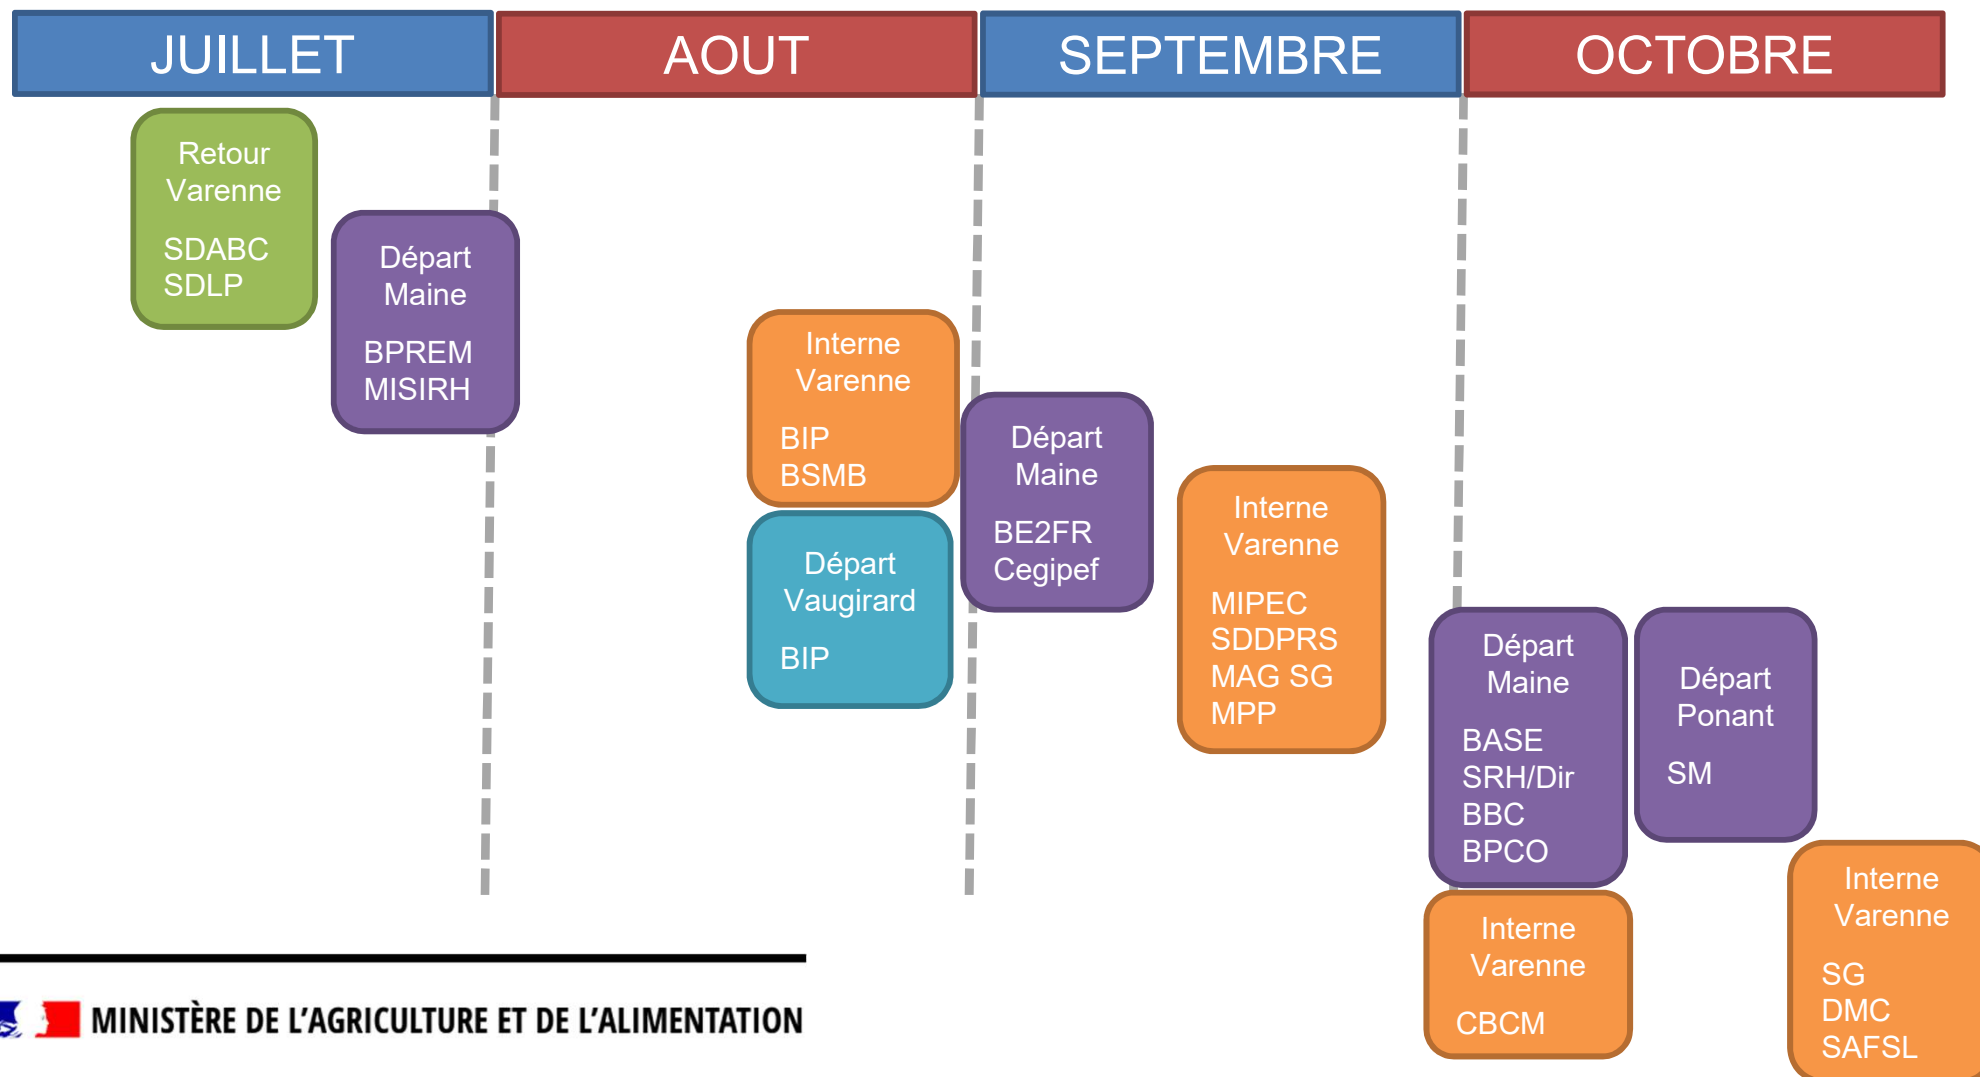 JUILLET
AOUT
SEPTEMBRE
OCTOBRE
Retour
Varenne
SDABC
SDLP
Départ
Maine
BPREM
MISIRH
Interne
Varenne
BIP
BSMB
Départ
Vaugirard
BIP
Départ
Maine
BE2FR
Cegipef
Interne
Varenne
MIPEC
SDDPRS
MAG SG
MPP
Départ
Maine
BASE
SRH/Dir
BBC
BPCO
Départ
Ponant
SM
Interne
Varenne
CBCM
Interne
Varenne
SG
DMC
SAFSL
MINISTÈRE DE L'AGRICULTURE ET DE L'ALIMENTATION